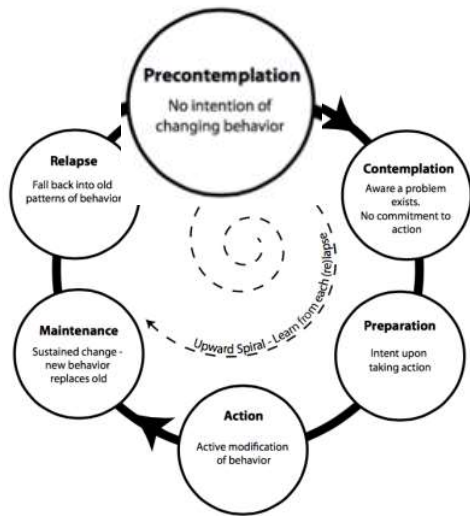 Precontemplation
No intention of
changing behavior
Contemplation
Aware a problem
exists.
No commitment to
action
Preparation
Intent upon
taking action
Action
Active modification
of behavior
Maintenance
Sustained change -
new behavior
replaces old
Relapse
Fall back into old
patterns of behavior
Upward Spiral - Learn from each (re)lapse